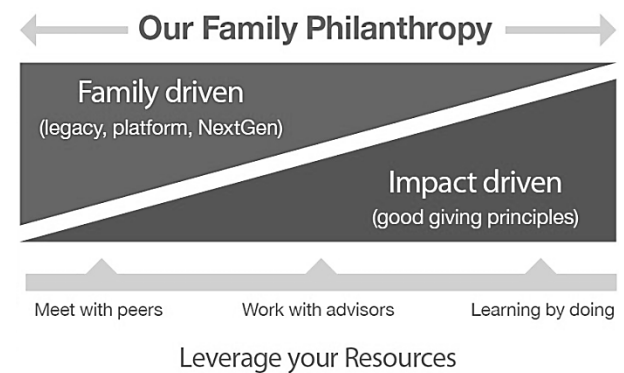 Our Family Philanthropy
Family driven
(legacy, platform, NextGen)
Impact driven
(good giving principles)
Meet with peers
Work with advisors
Learning by doing
Leverage your Resources